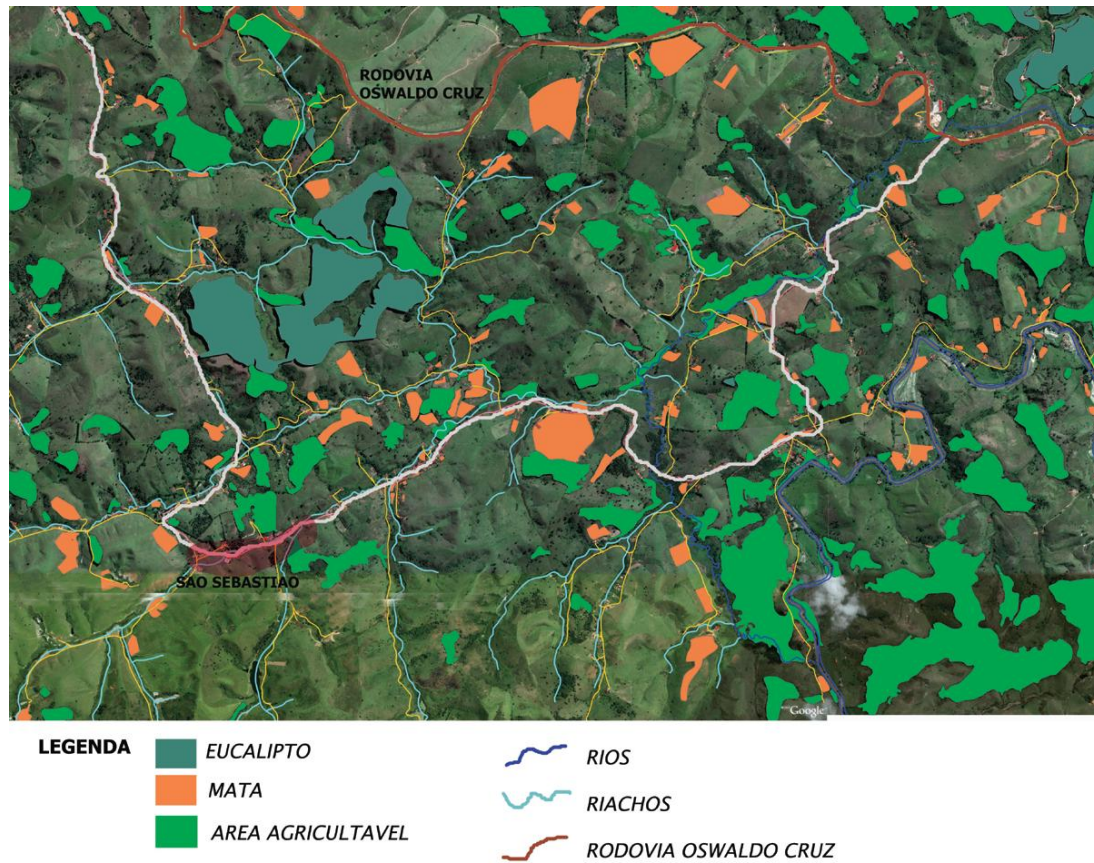 RODOVIA
OSWALDO CRUZ
SAO SEBASTIAO
Google
LEGENDA
EUCALIPTO
MATA
AREA AGRICULTAVEL
RIOS
RIACHOS
RODOVIA OSWALDO CRUZ